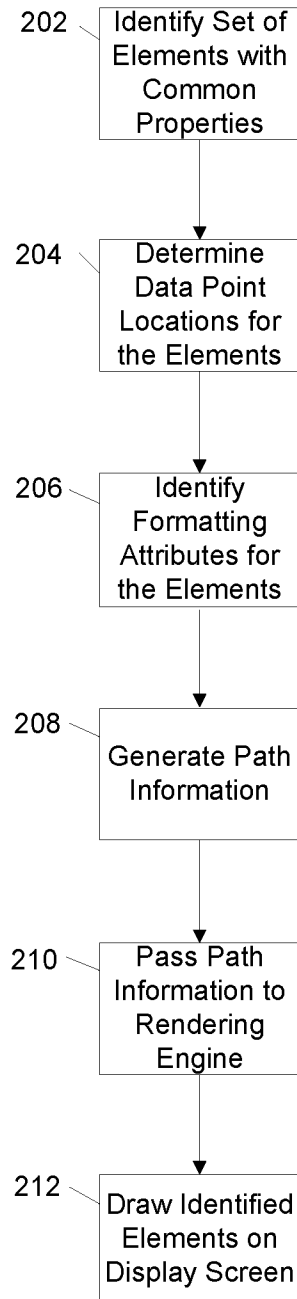 202
Identify Set of
Elements with
Common
Properties
204
Determine
Data Point
Locations for
the Elements
206
Identify
Formatting
Attributes for
the Elements
208
Generate Path
Information
210
Pass Path
Information to
Rendering
Engine
212
Draw Identified
Elements on
Display Screen